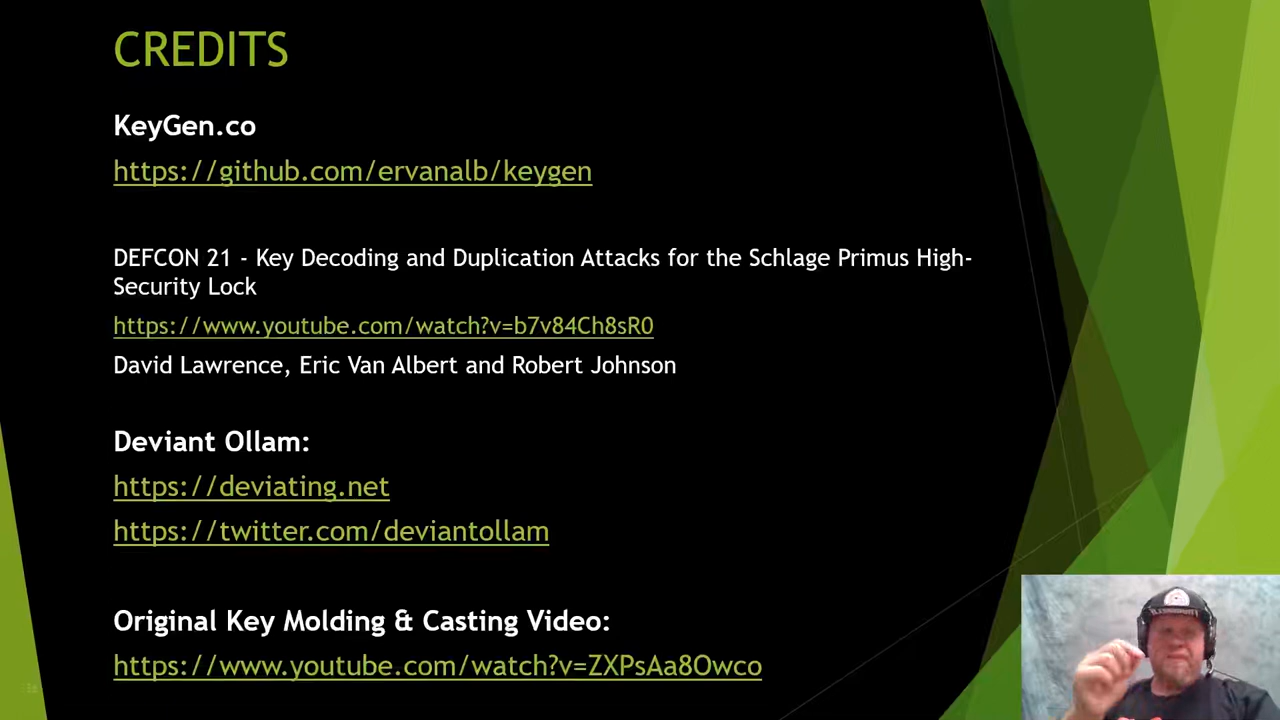 CREDITS
KeyGen.co
https://github.com/ervanalb/keygen
DEFCON 21 - Key Decoding and Duplication Attacks for the Schlage Primus High-
Security Lock
https://www.youtube.com/watch?v=b7v84Ch8sR0
David Lawrence, Eric Van Albert and Robert Johnson
Deviant Ollam:
https://deviating.net
https://twitter.com/deviantollam
Original Key Molding & Casting Video:
https://www.youtube.com/watch?v=ZXPsAa8Owco